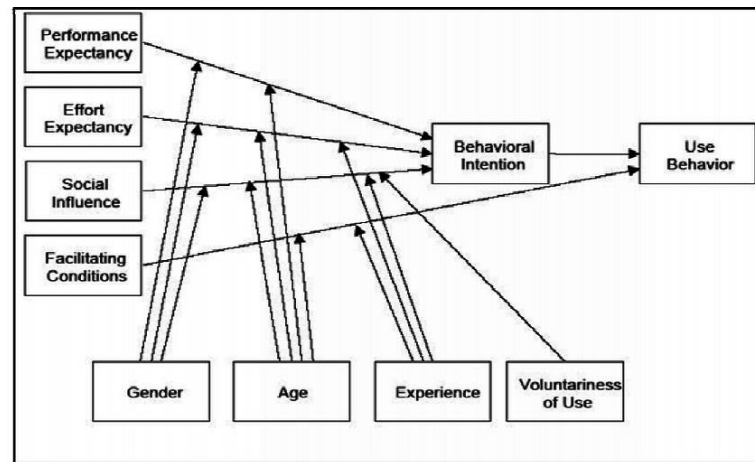 Performance
Expectancy
Effort
Expectancy
Social
Influence
Facilitating
Conditions
Behavioral
Intention
Use
Behavior
Gender
Age
Experience
Voluntariness
of Use